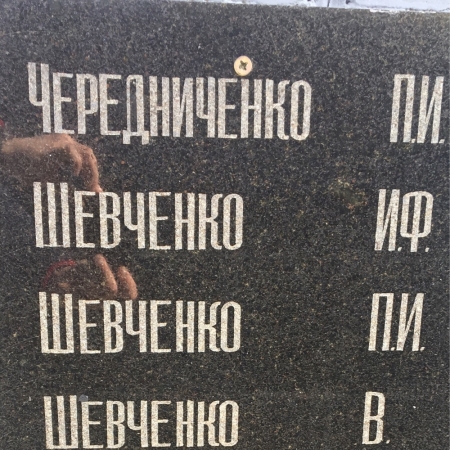 Чередниченко П.И.
Шевченко И.Ф.
Шевченко П.И.
Шевченко В.